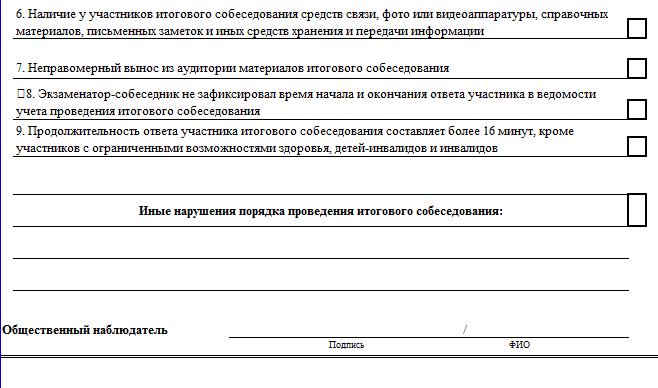 6. Наличие у участников итогового собеседования средств связи, фото или видеоаппаратуры, справочных
материалов, письменных заметок и иных средств хранения и передачи информации
7. Неправомерный вынос из аудитории материалов итогового собеседования
8. Экзаменатор-собеседник не зафиксировал время начала и окончания ответа участника в ведомости
учета проведения итогового собеседования
9. Продолжительность ответа участника итогового собеседования составляет более 16 минут, кроме
участников с ограниченными возможностями здоровья, детей-инвалидов и инвалидов
Иные нарушения порядка проведения итогового собеседования:
Общественный наблюдатель /
Подпись ФИО